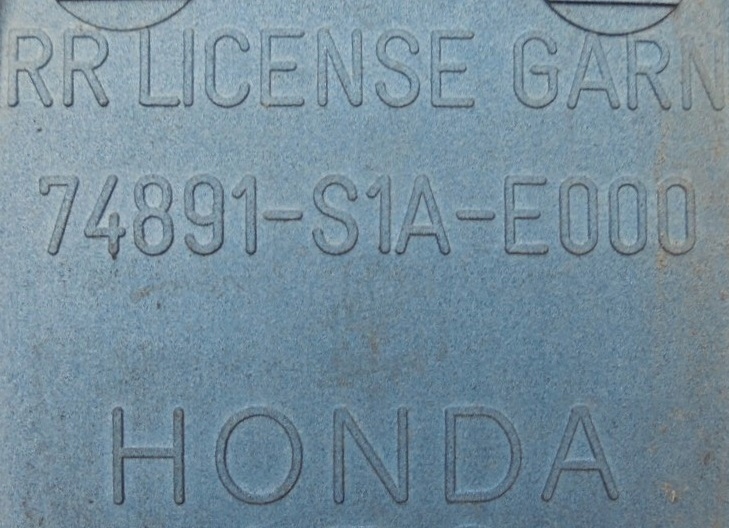 RR LICENSE GARN
74891-S1A-E000
HONDA